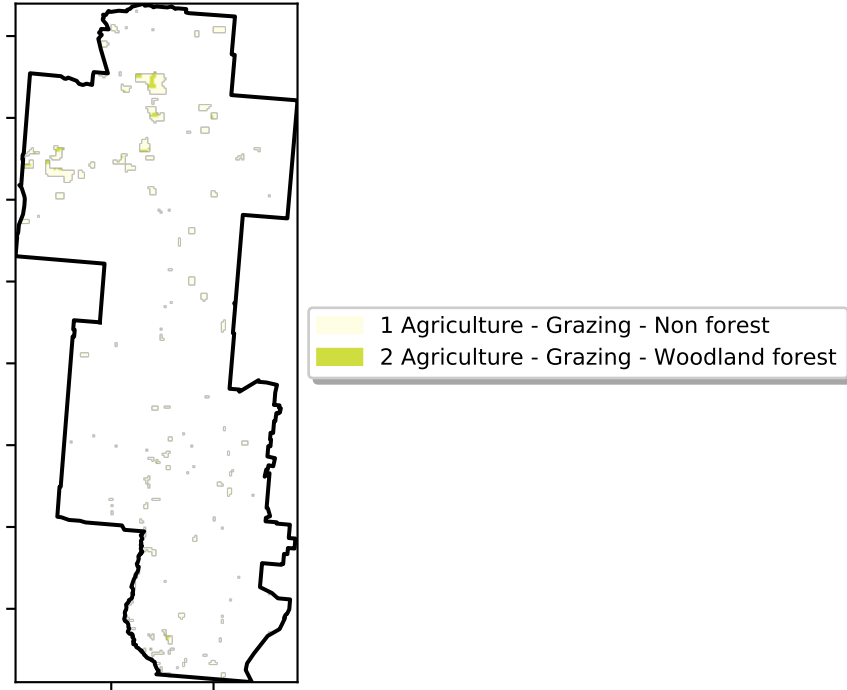 1 Agriculture - Grazing - Non forest
2 Agriculture - Grazing - Woodland forest